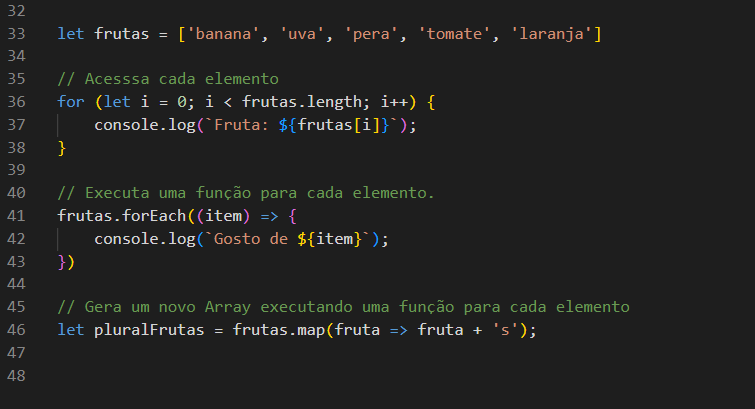 32
33 let frutas = ['banana', 'uva', 'pera', 'tomate', 'laranja']
34
35 // Acesssa cada elemento
36 for (let i = 0; i < frutas.length; i++) {
37     console.log(`Fruta: ${frutas[i]}`);
38 }
39
40 // Executa uma função para cada elemento.
41 frutas.forEach((item) => {
42     console.log(`Gosto de ${item}`);
43 })
44
45 // Gera um novo Array executando uma função para cada elemento
46 let pluralFrutas = frutas.map(fruta => fruta + 's');
47
48